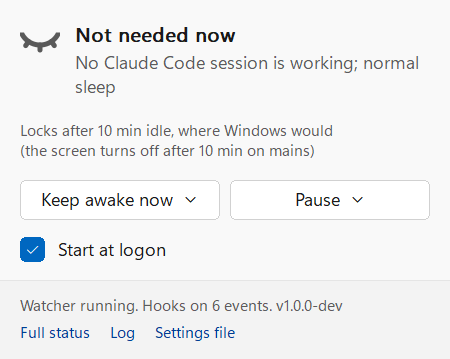 Not needed now
No Claude Code session is working; normal
sleep
Locks after 10 min idle, where Windows would
(the screen turns off after 10 min on mains)
Keep awake now
Pause
Start at logon
Watcher running. Hooks on 6 events. v1.0.0-dev
Full status Log Settings file